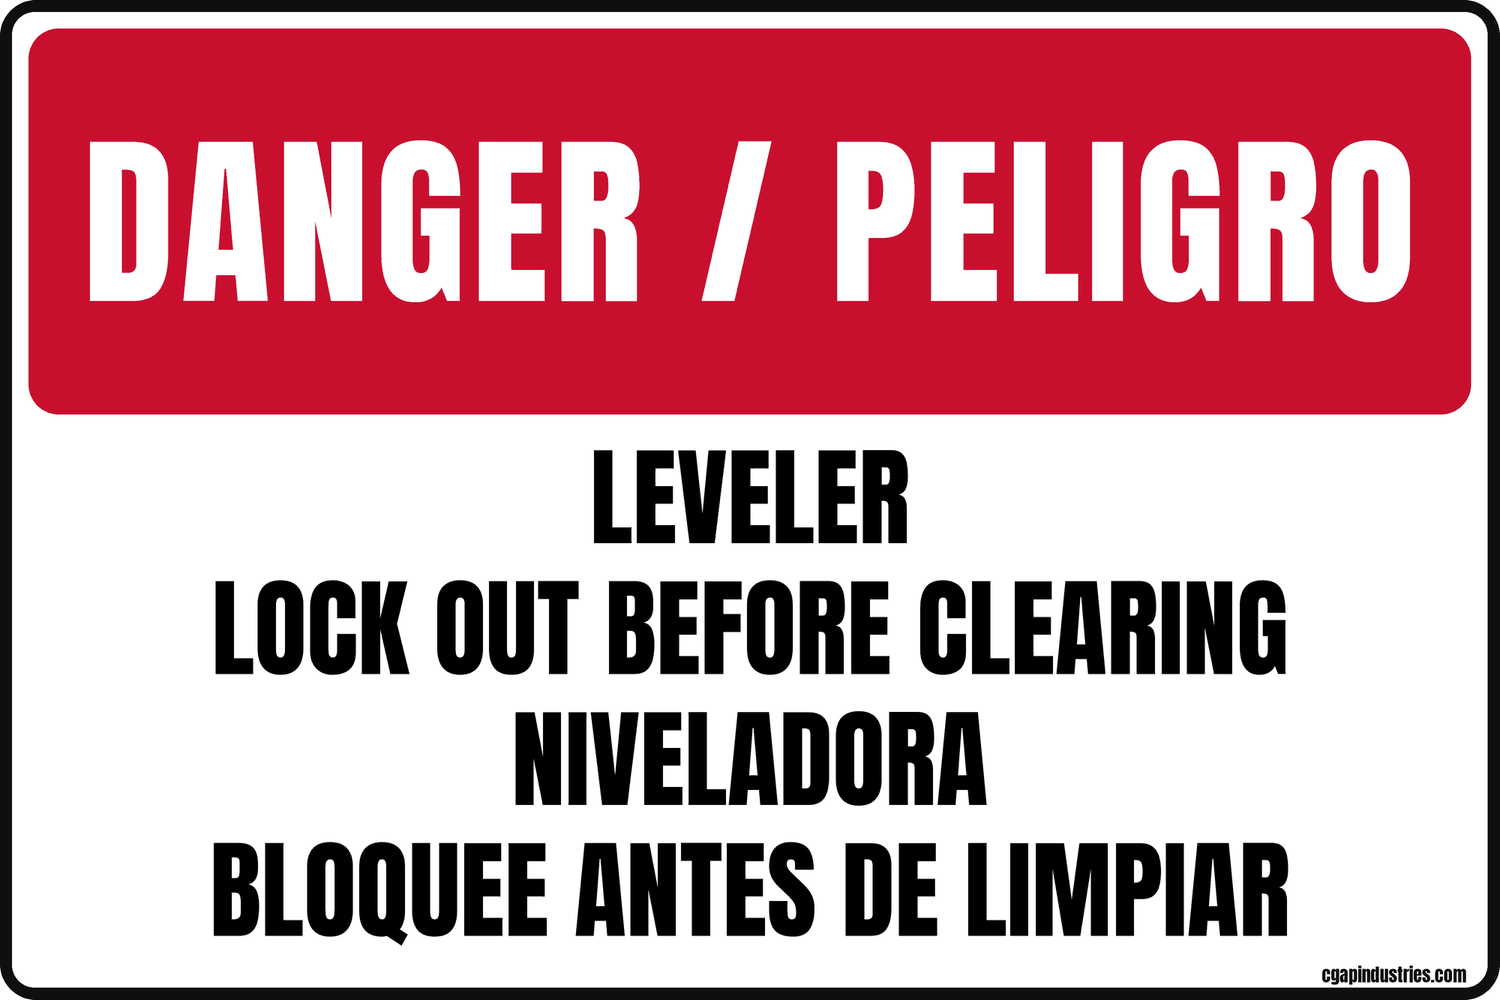 DANGER / PELIGRO
LEVELER
LOCK OUT BEFORE CLEARING
NIVELADORA
BLOQUEE ANTES DE LIMPIAR
cgapindustries.com